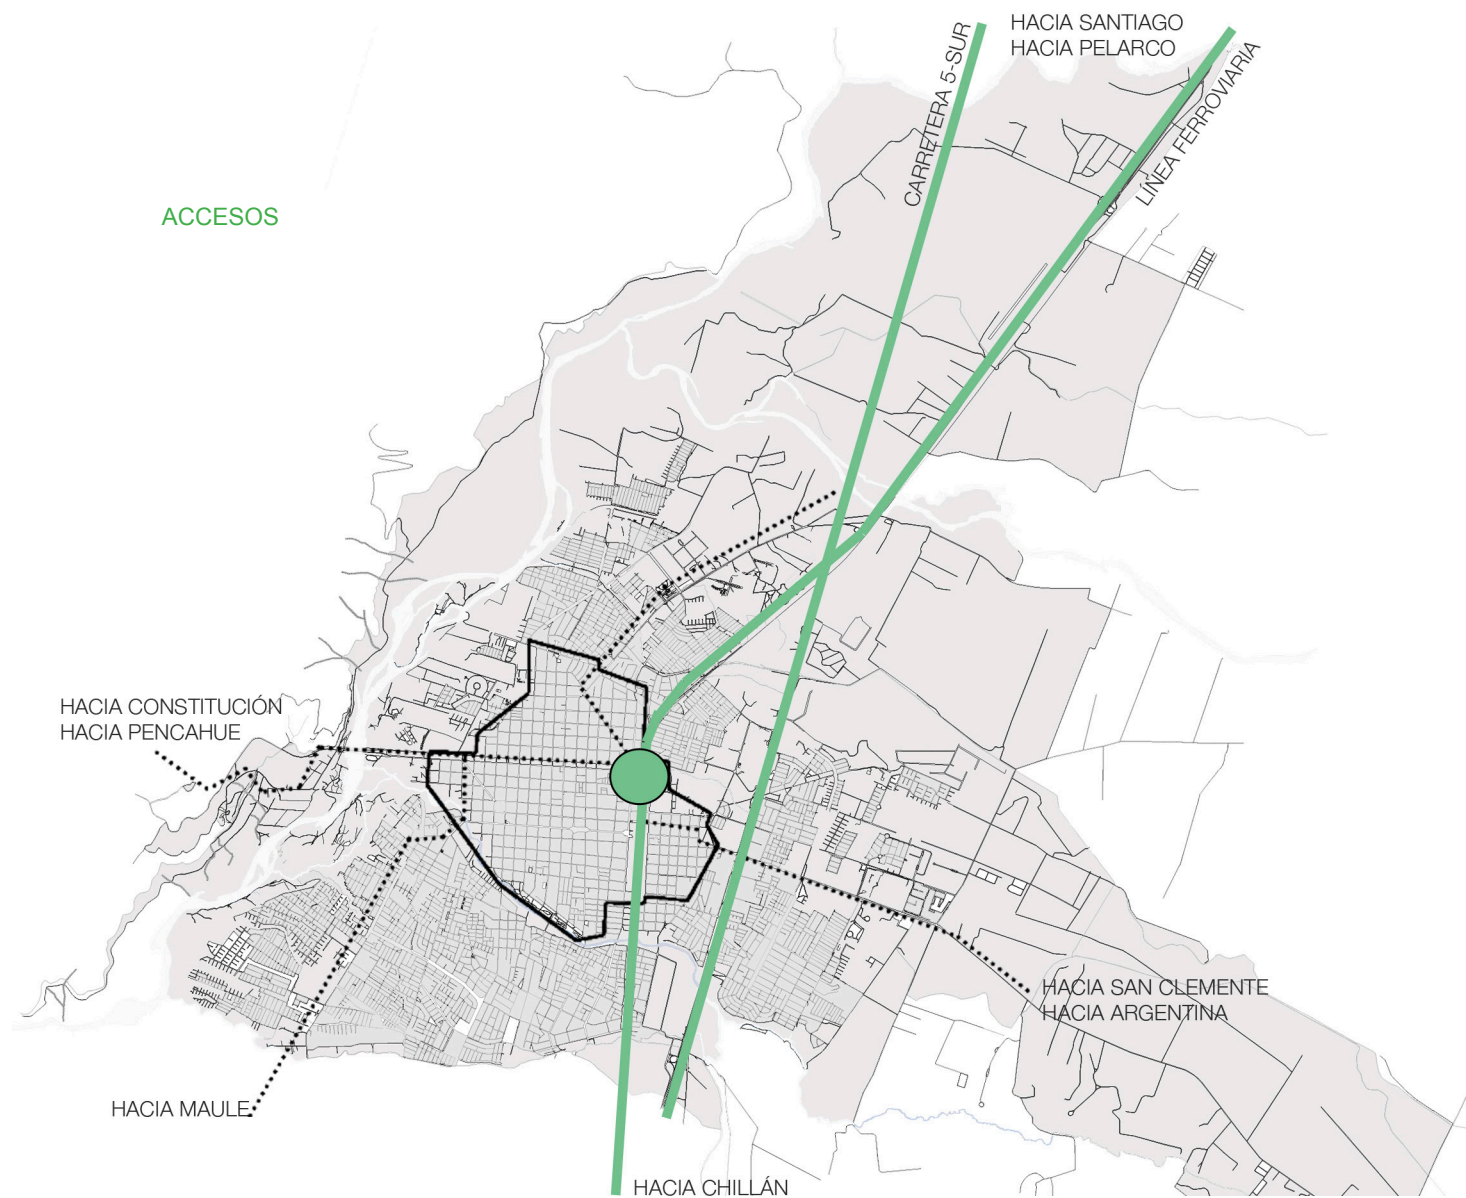 HACIA SANTIAGO
HACIA PELARCO
CARRETERA 5-SUR
LÍNEA FERROVIARIA
ACCESOS
HACIA CONSTITUCIÓN
HACIA PENCAHUE
HACIA SAN CLEMENTE
HACIA ARGENTINA
HACIA MAULE
HACIA CHILLÁN